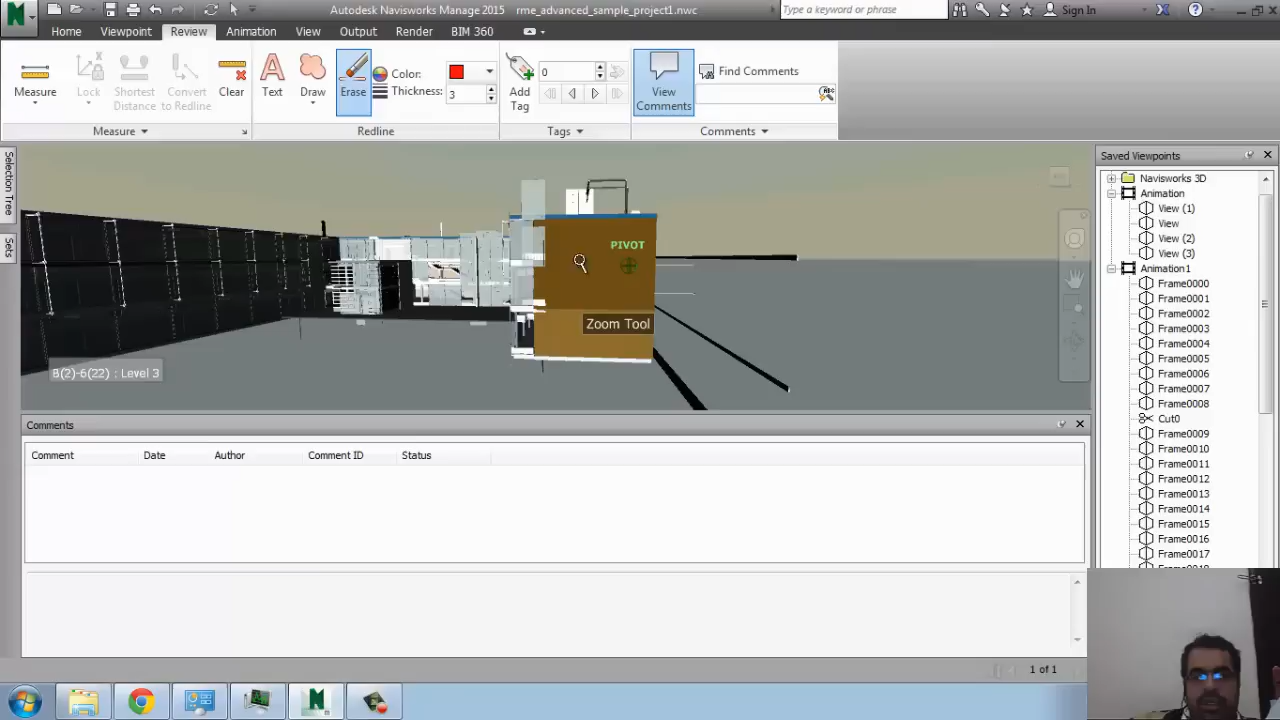 Autodesk Navisworks Manage 2015 rme_advanced_sample_project1.nwc
Type a keyword or phrase
Sign In
Home Viewpoint Review Animation View Output Render BIM 360
Measure
Lock
Shortest Distance
Convert to Redline
Clear
Text
Draw
Erase
Color:
Thickness: 3
Add Tag
0
View Comments
Find Comments
Measure
Redline
Tags
Comments
Selection Tree
Sets
PIVOT
Zoom Tool
B(2)-6(22) : Level 3
Saved Viewpoints
Navisworks 3D
Animation
View (1)
View
View (2)
View (3)
Animation1
Frame0000
Frame0001
Frame0002
Frame0003
Frame0004
Frame0005
Frame0006
Frame0007
Frame0008
Cut0
Frame0009
Frame0010
Frame0011
Frame0012
Frame0013
Frame0014
Frame0015
Frame0016
Frame0017
Comments
Comment Date Author Comment ID Status
1 of 1